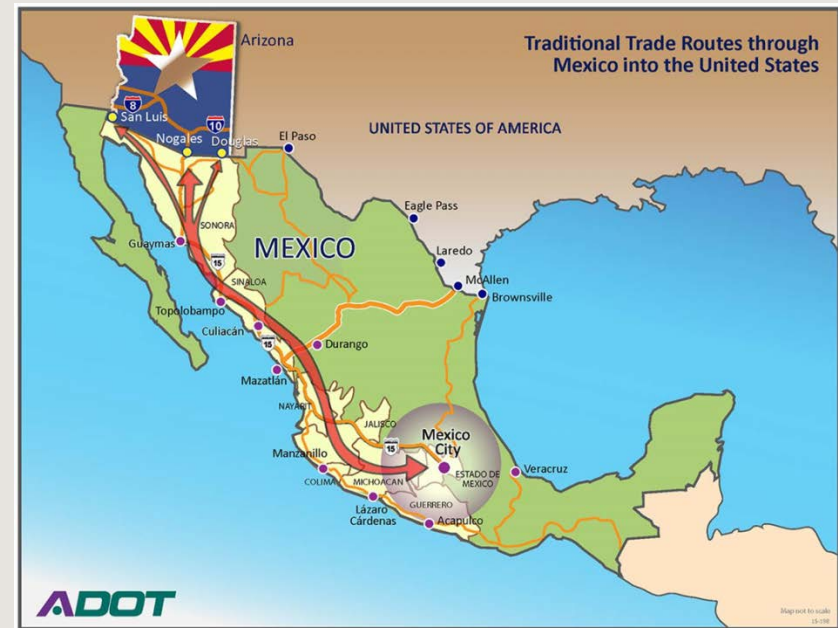 Traditional Trade Routes through
Mexico into the United States
Arizona
8
San Luis
10
Nogales
Douglas
El Paso
UNITED STATES OF AMERICA
Eagle Pass
Laredo
McAllen
Brownsville
SONORA
MEXICO
Guaymas
15
SINALOA
Topolobampo
Culiacán
15
Durango
Mazatlán
NAYARIT
JALISCO
15
Mexico
City
Manzanillo
COLIMA
MICHOACAN
ESTADO DE
MEXICO
Veracruz
GUERRERO
Lázaro
Cárdenas
Acapulco
ADOT
Map not to scale